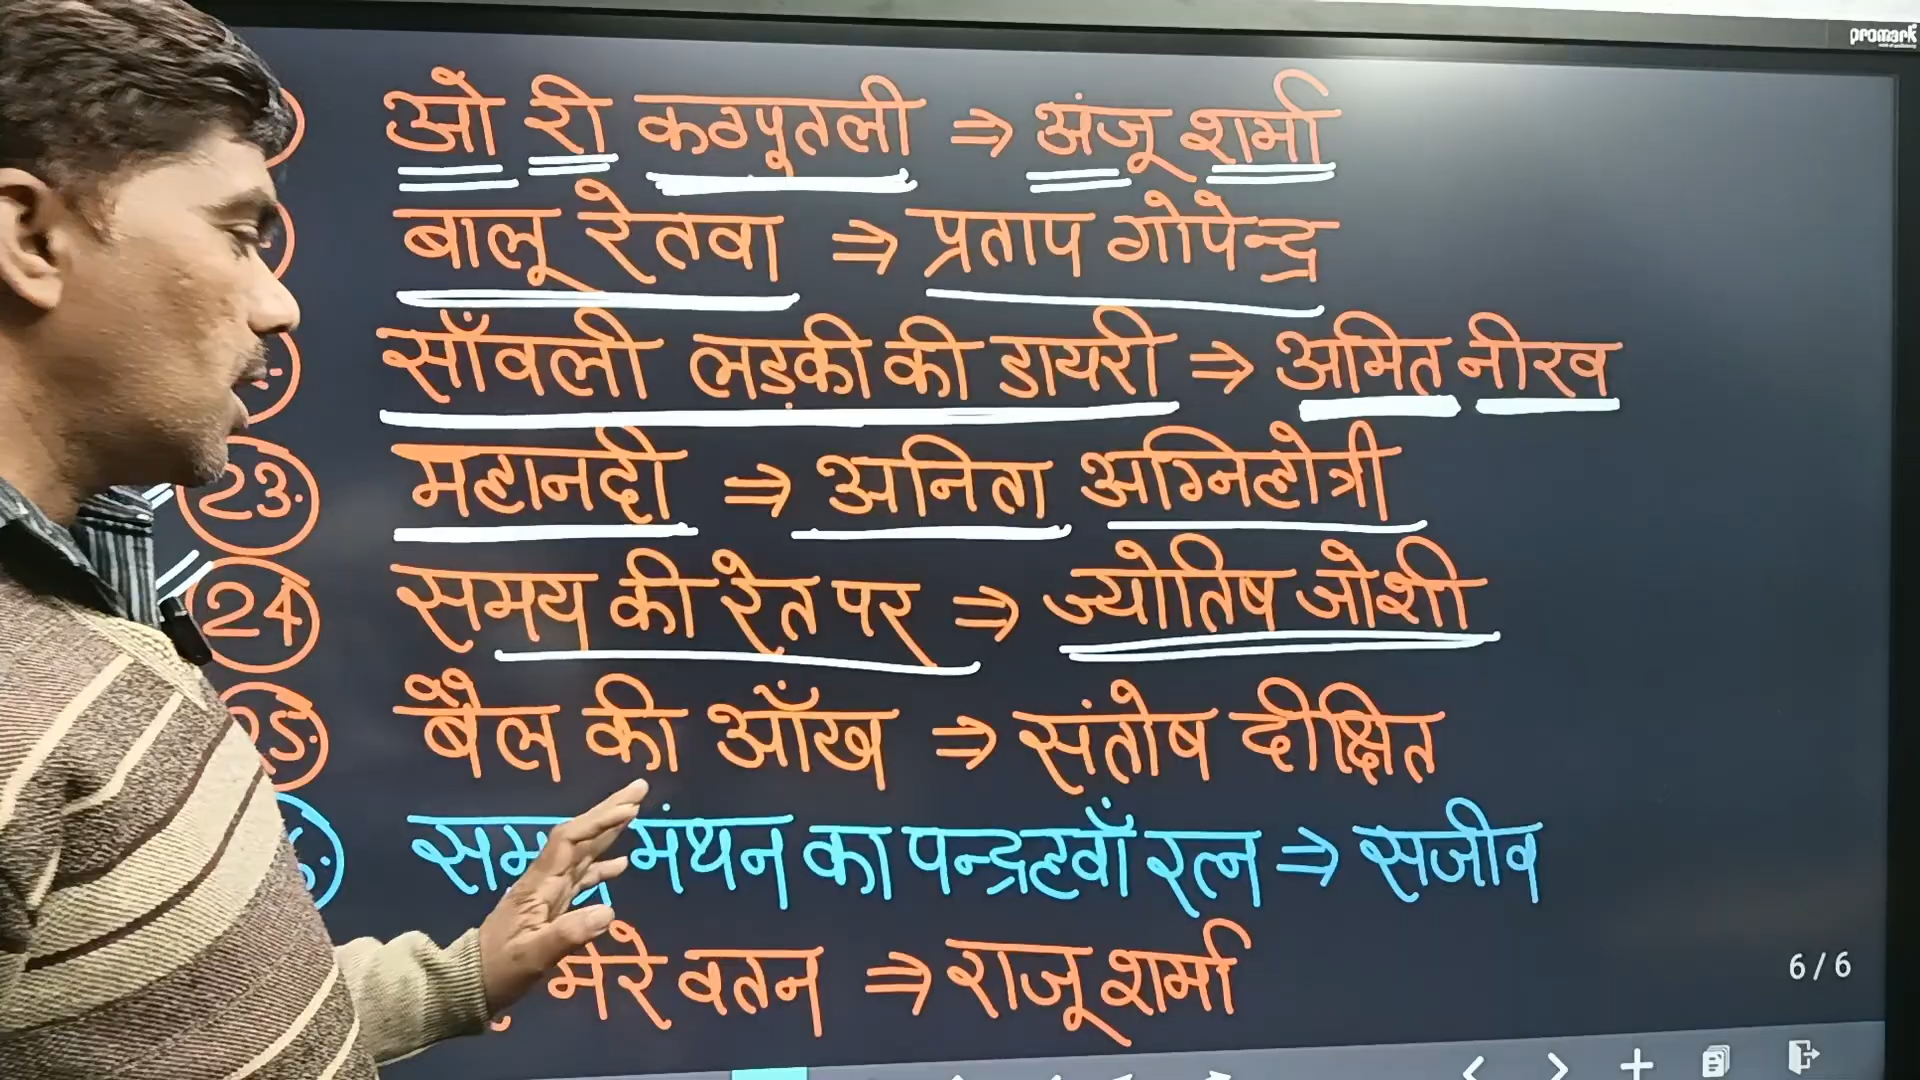 promark
ओ री कठपूतली ⇒ अंजू शर्मा
बालू रेतवा ⇒ प्रताप गोपेन्द्र
साँवली लड़की की डायरी ⇒ अमित नीरव
23. महानदी ⇒ अनिता अग्निहोत्री
24 समय की रेत पर ⇒ ज्योतिष जोशी
बैल की आँख ⇒ संतोष दीक्षित
मंथन का पन्द्रहवाँ रत्न ⇒ सजीव
मेरे वतन ⇒ राजू शर्मा
6/6